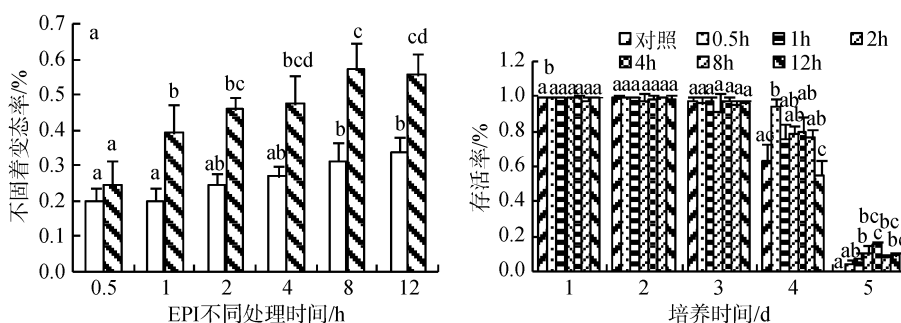 0.7
0.6
0.5
0.4
0.3
0.2
0.1
0.0
不固着变态率/%
a
a a
a b
ab bc
ab bcd
b c
b cd
0.5 1 2 4 8 12
EPI不同处理时间/h
对照 0.5h 1h 2h
4h 8h 12h
1.2
1.0
0.8
0.6
0.4
0.2
0.0
存活率/%
b
a aaaaaa
aaaaaaa
aaaaaa
b
ab
ab
ab
c
a
ab
b
bc
c
bc
1 2 3 4 5
培养时间/d